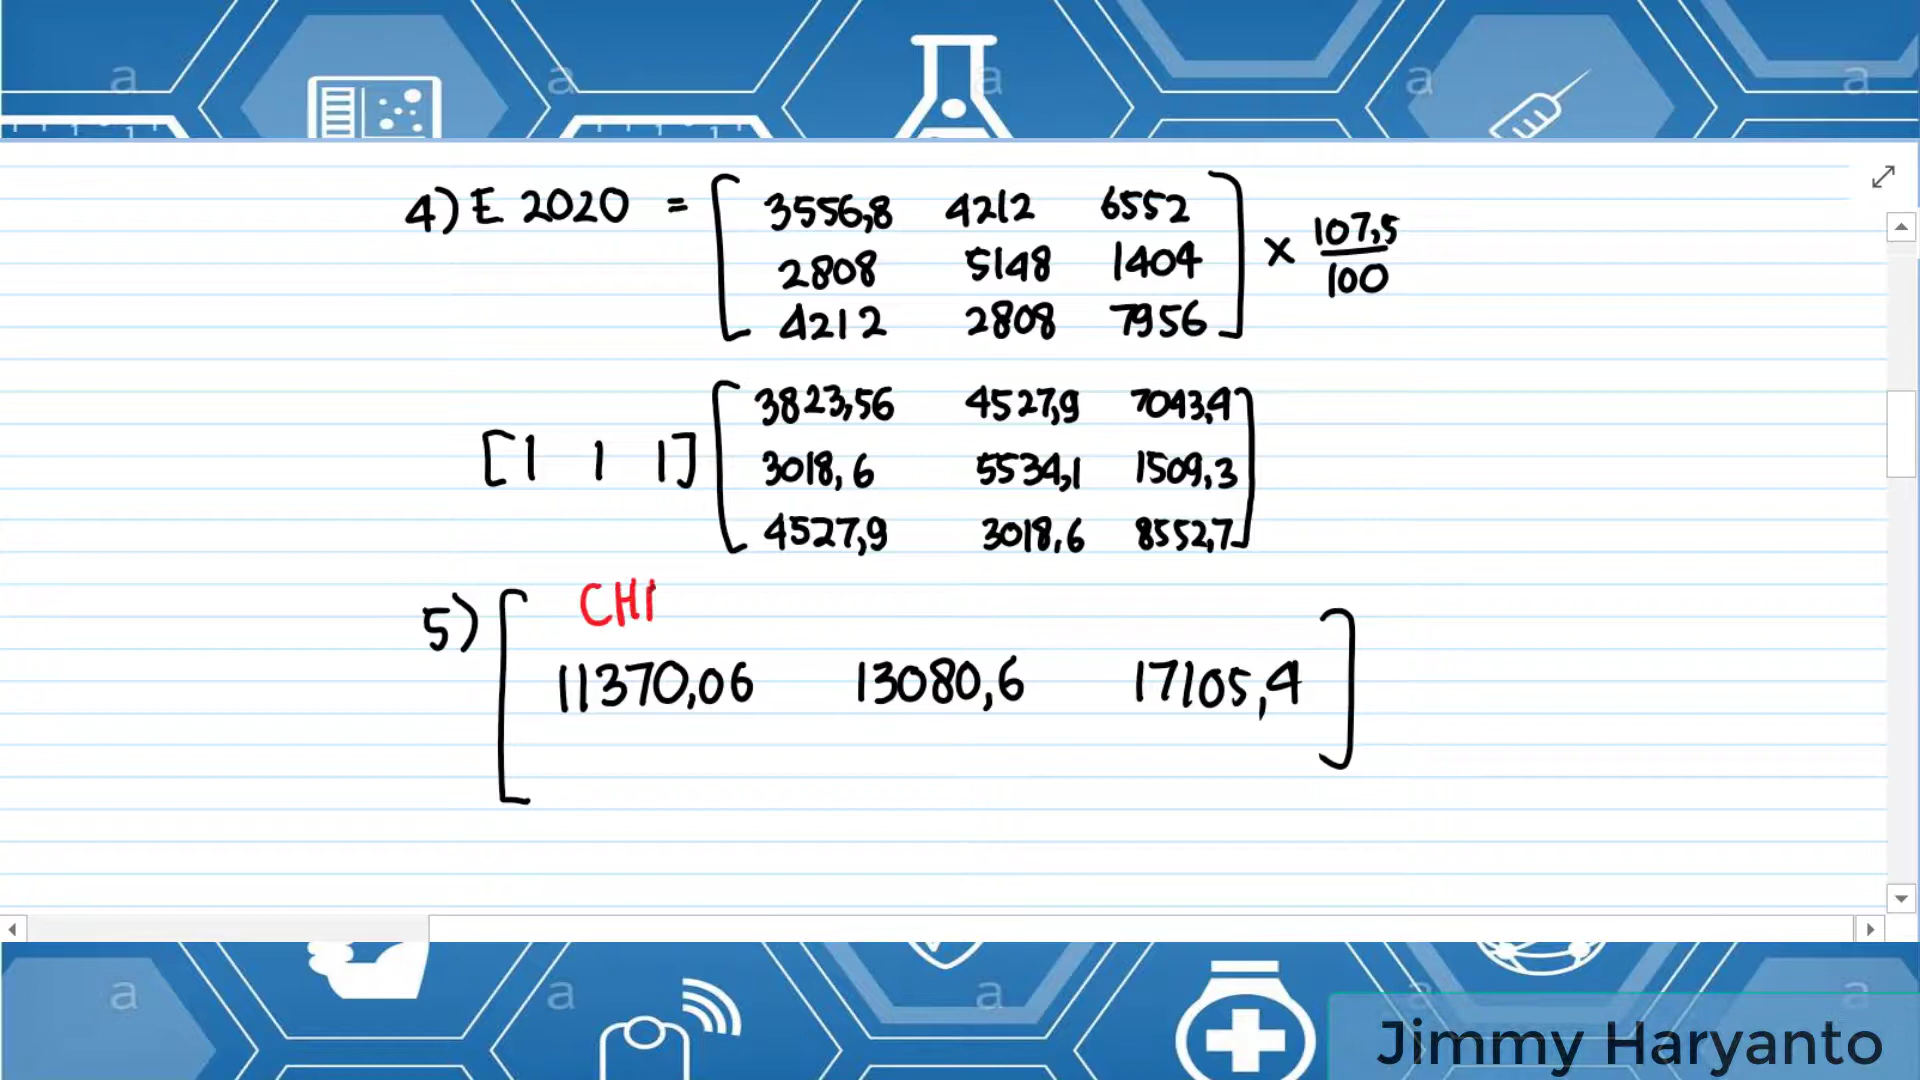 4) E 2020 = [ 3556,8 4212 6552 ] × 107,5/100
2808 5148 1404
4212 2808 7956
[1 1 1] [ 3823,56 4527,9 7043,4 ]
3018,6 5534,1 1509,3
4527,9 3018,6 8552,7
CHI
5) [ 11370,06 13080,6 17105,4 ]
a a a a a
a a a a a
Jimmy Haryanto